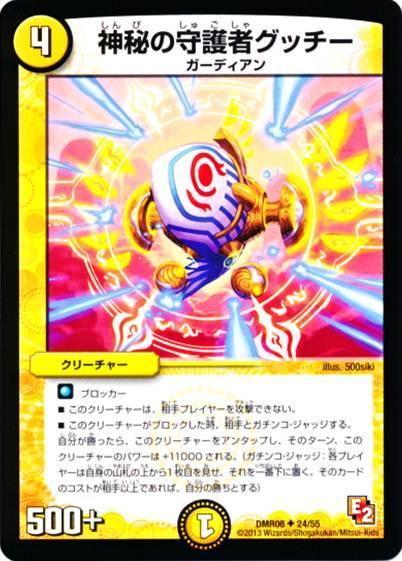 4
しんぴ しゅごしゃ
神秘の守護者グッチー
ガーディアン
クリーチャー
illus. 500siki
ブロッカー
■ このクリーチャーは、相手プレイヤーを攻撃できない。
■ このクリーチャーがブロックした時、相手とガチンコ・ジャッジする。
自分が勝ったら、このクリーチャーをアンタップし、そのターン、この
クリーチャーのパワーは +11000 される。(ガチンコ・ジャッジ：各プレ
イヤーは自身の山札の上から1枚目を見せ、それを一番下に置く。そのカード
のコストが相手以上であれば、自分の勝ちとする)
500+
1
DMR08 ◆ 24/55
©2013 Wizards/Shogakukan/Mitsui-Kids
E2